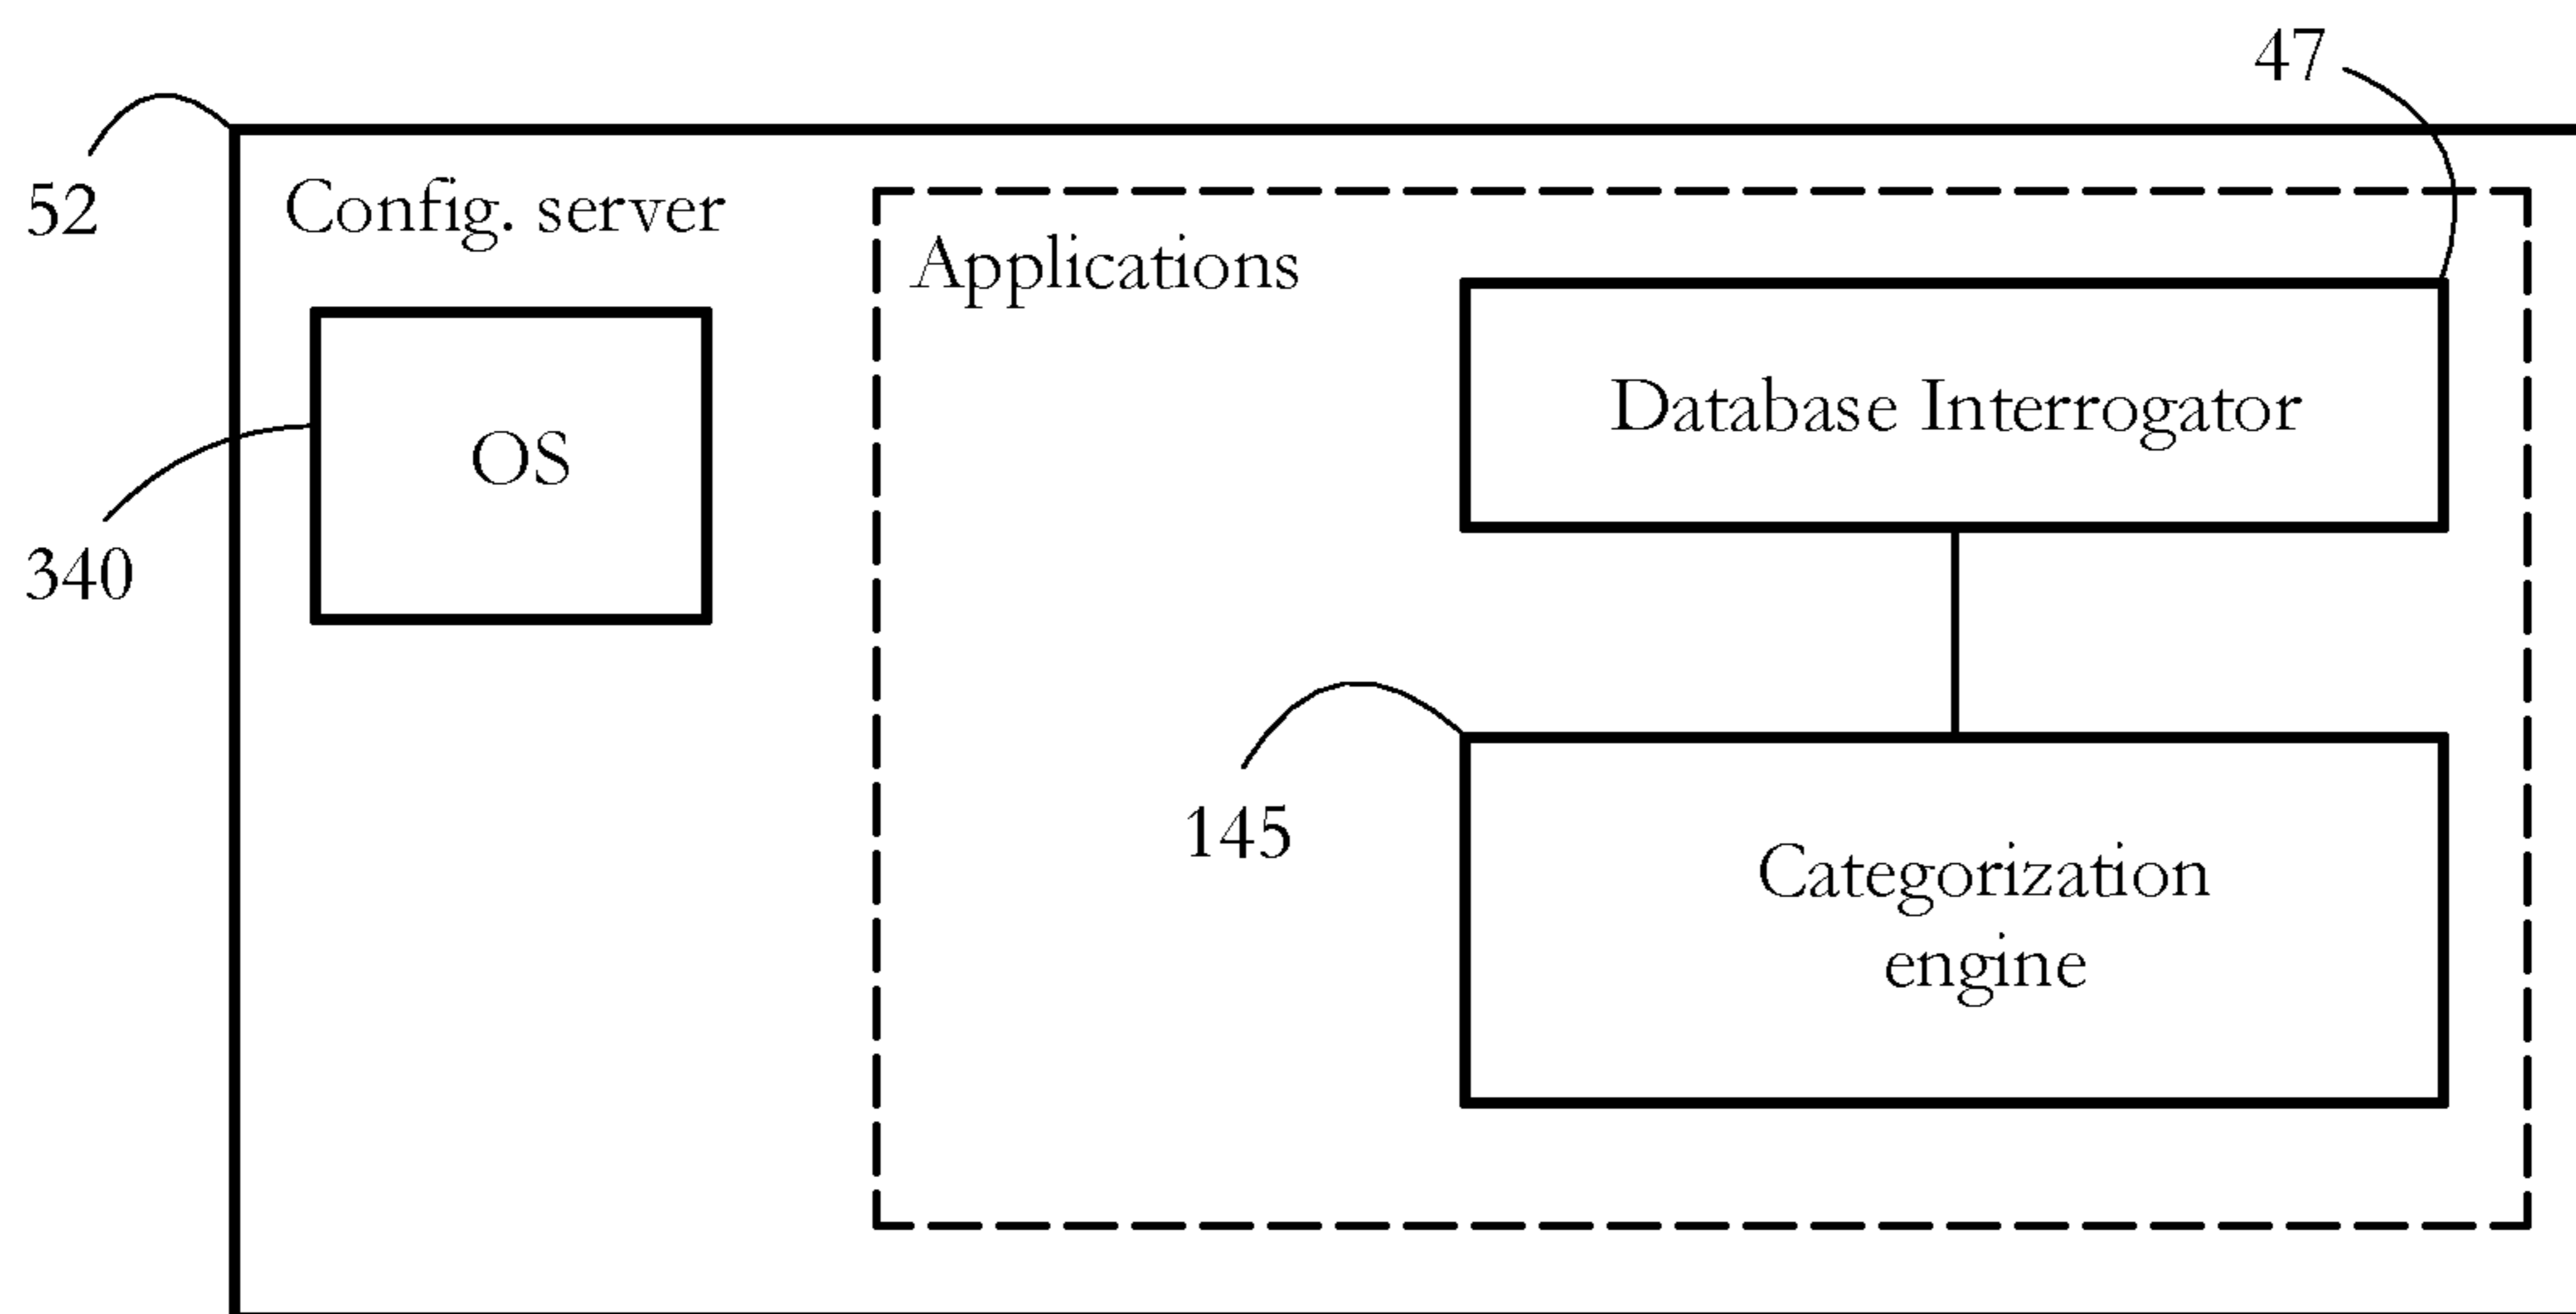 47
52
Config. server
Applications
OS
Database Interrogator
340
145
Categorization
engine